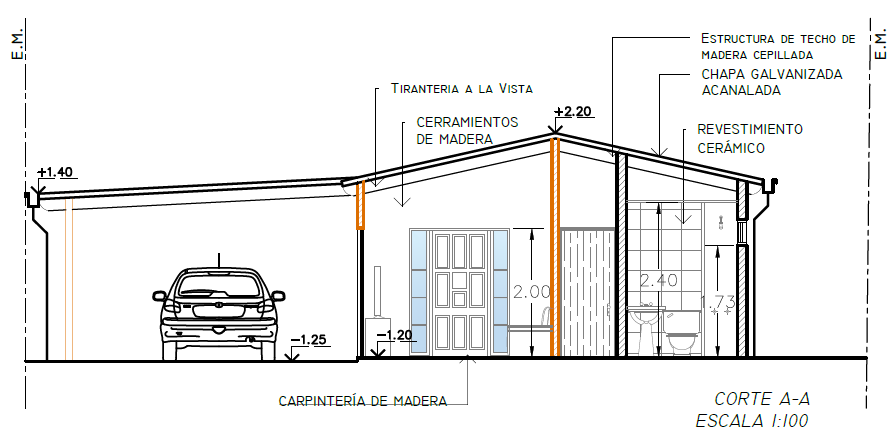 E.M.
E.M.
ESTRUCTURA DE TECHO DE
MADERA CEPILLADA
CHAPA GALVANIZADA
ACANALADA
TIRANTERIA A LA VISTA
CERRAMIENTOS
DE MADERA
+2.20
REVESTIMIENTO
CERÁMICO
+1.40
2.00
2.40
1.73
-1.25
-1.20
CARPINTERÍA DE MADERA
CORTE A-A
ESCALA 1:100